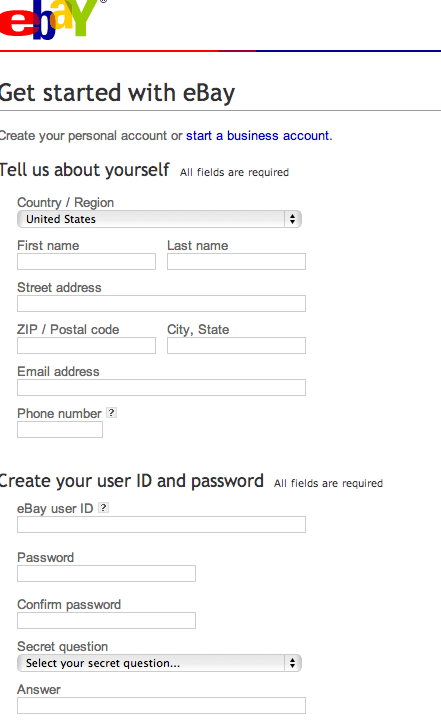 ebaY®
Get started with eBay
Create your personal account or start a business account.
Tell us about yourself All fields are required
Country / Region
United States
First name Last name
Street address
ZIP / Postal code City, State
Email address
Phone number ?
Create your user ID and password All fields are required
eBay user ID ?
Password
Confirm password
Secret question
Select your secret question...
Answer